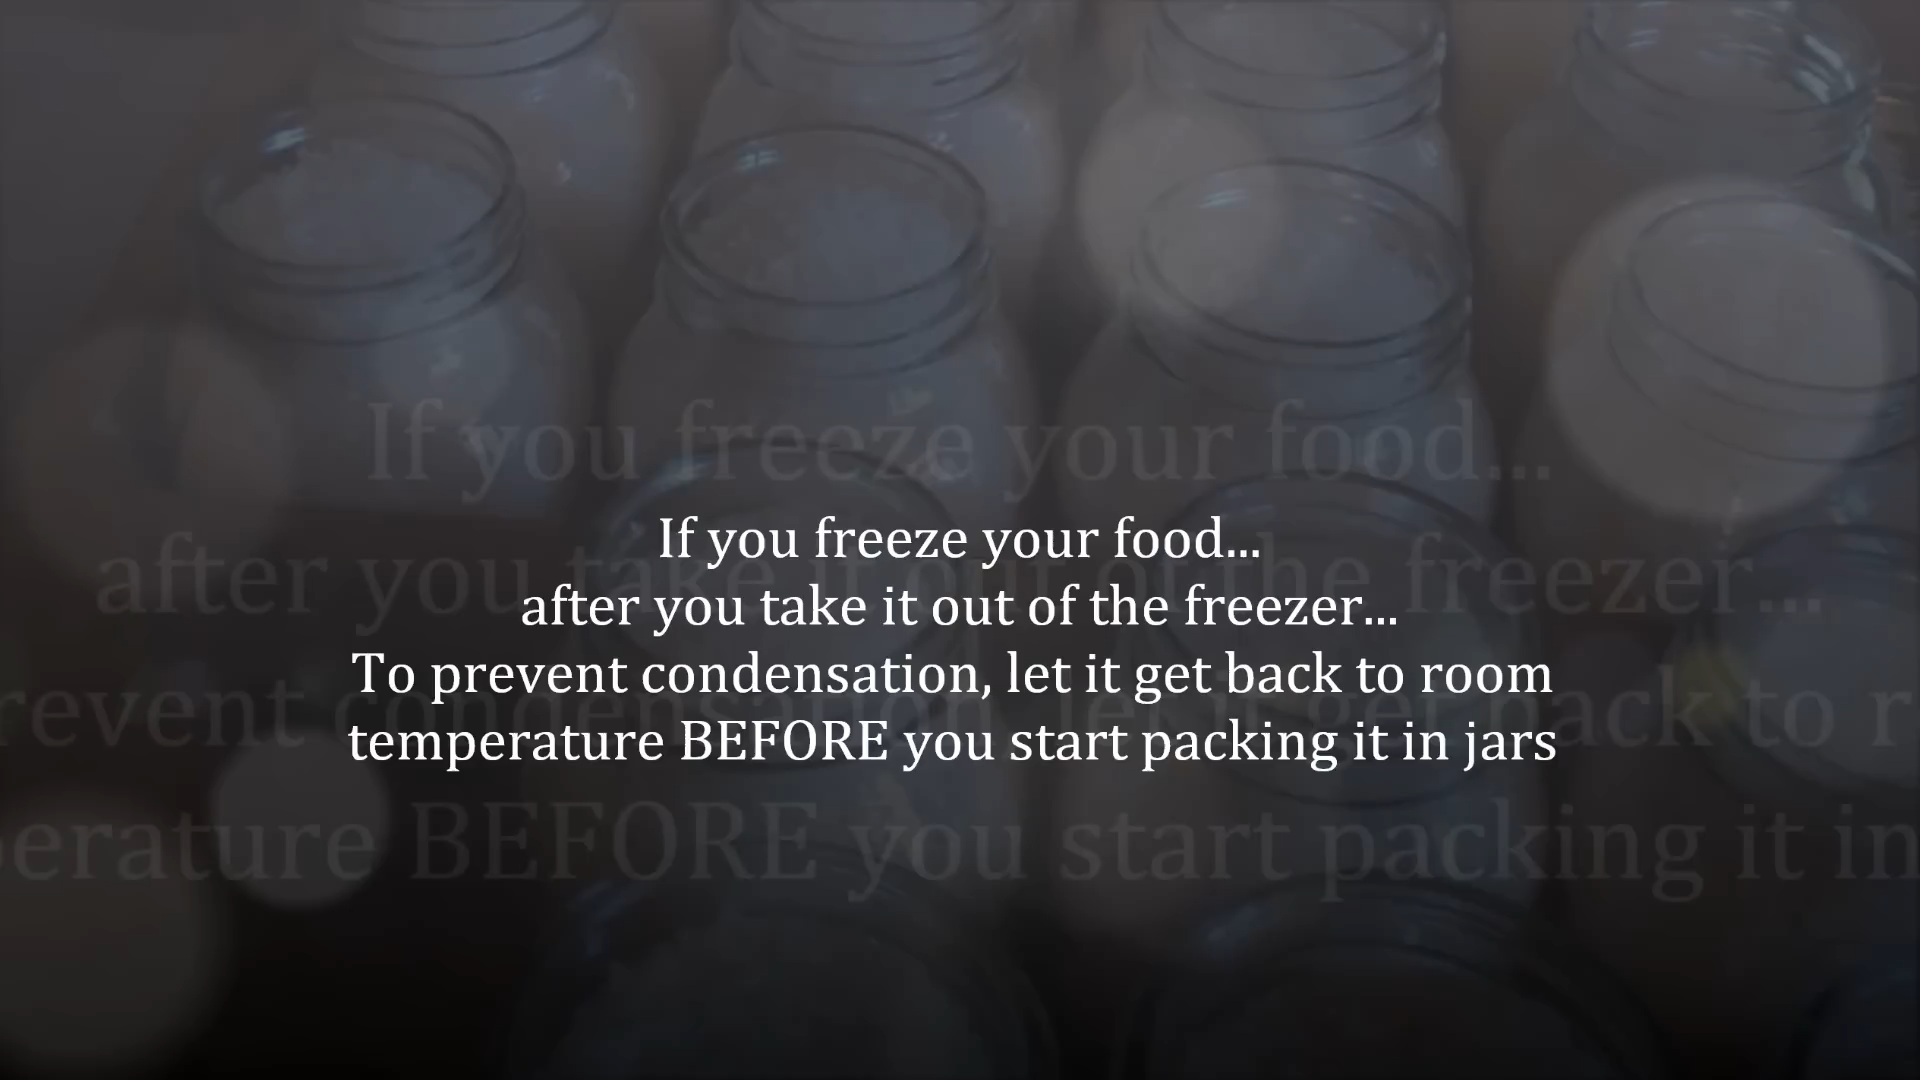 If you freeze your food...
after you take it out of the freezer...
To prevent condensation, let it get back to room
temperature BEFORE you start packing it in jars